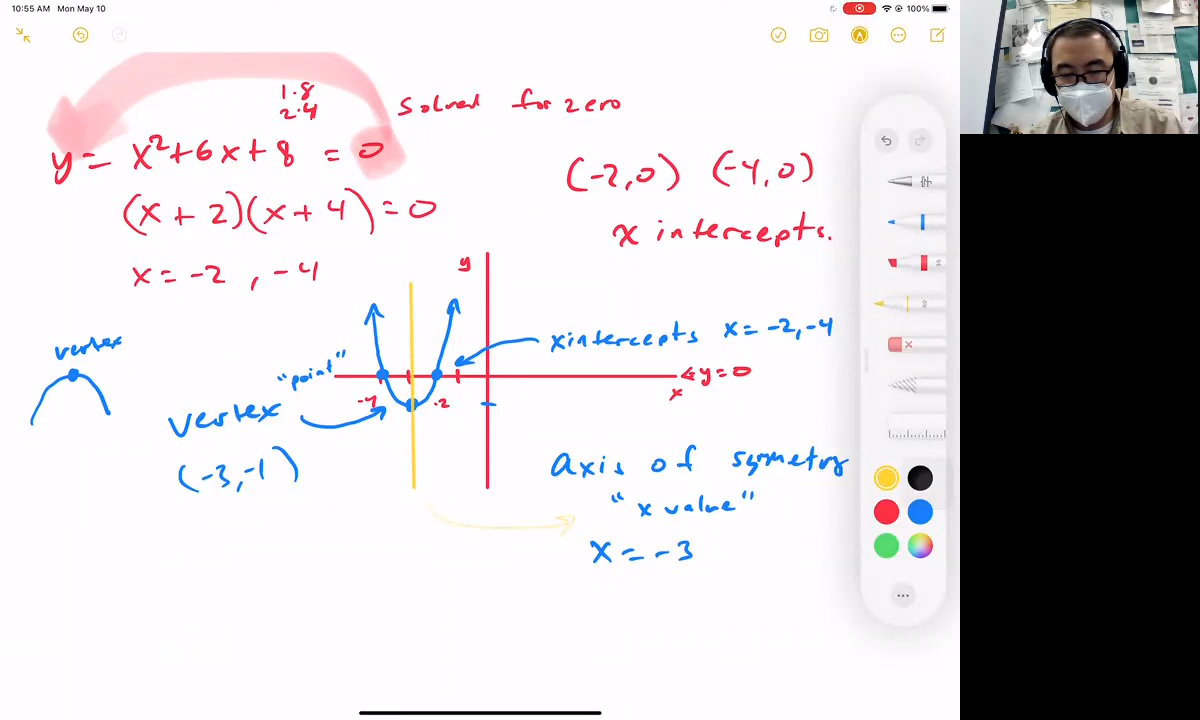 10:55 AM Mon May 10
100%
1·8
2·4
solved for zero
y = x²+6x+8 = 0
(x+2)(x+4) = 0
x = -2, -4
(-2,0) (-4,0)
x intercepts.
y
xintercepts x = -2, -4
vertex
"point"
y = 0
x
-4
-2
vertex
(-3,-1)
axis of symmetry
"x value"
x = -3